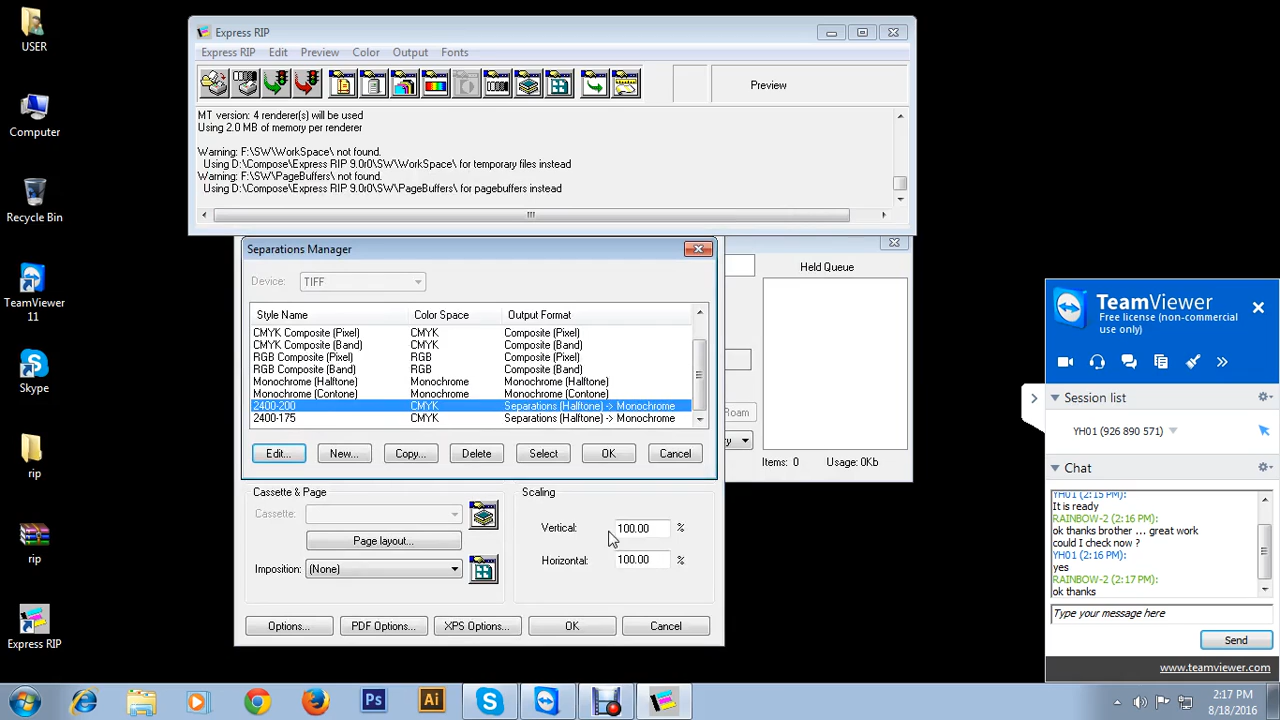 USER
Computer
Recycle Bin
TeamViewer
11
Skype
rip
rip
Express RIP
Express RIP
Express RIP Edit Preview Color Output Fonts
Preview
MT version: 4 renderer(s) will be used
Using 2.0 MB of memory per renderer
Warning: F:\SW\WorkSpace\ not found.
Using D:\Compose\Express RIP 9.0r0\SW\WorkSpace\ for temporary files instead
Warning: F:\SW\PageBuffers\ not found.
Using D:\Compose\Express RIP 9.0r0\SW\PageBuffers\ for pagebuffers instead
Separations Manager
Device: TIFF
Style Name Color Space Output Format
CMYK Composite (Pixel) CMYK Composite (Pixel)
CMYK Composite (Band) CMYK Composite (Band)
RGB Composite (Pixel) RGB Composite (Pixel)
RGB Composite (Band) RGB Composite (Band)
Monochrome (Halftone) Monochrome Monochrome (Halftone)
Monochrome (Contone) Monochrome Monochrome (Contone)
2400-200 CMYK Separations (Halftone) -> Monochrome
2400-175 CMYK Separations (Halftone) -> Monochrome
Edit... New... Copy... Delete Select OK Cancel
Held Queue
Roam
Items: 0 Usage: 0Kb
Cassette & Page
Cassette:
Page layout...
Imposition: (None)
Scaling
Vertical: 100.00 %
Horizontal: 100.00 %
Options... PDF Options... XPS Options... OK Cancel
TeamViewer
Free license (non-commercial
use only)
Session list
YH01 (926 890 571)
Chat
YH01 (2:15 PM):
It is ready
RAINBOW-2 (2:16 PM):
ok thanks brother ... great work
could I check now ?
YH01 (2:16 PM):
yes
RAINBOW-2 (2:17 PM):
ok thanks
Type your message here
Send
www.teamviewer.com
Ps
Ai
2:17 PM
8/18/2016